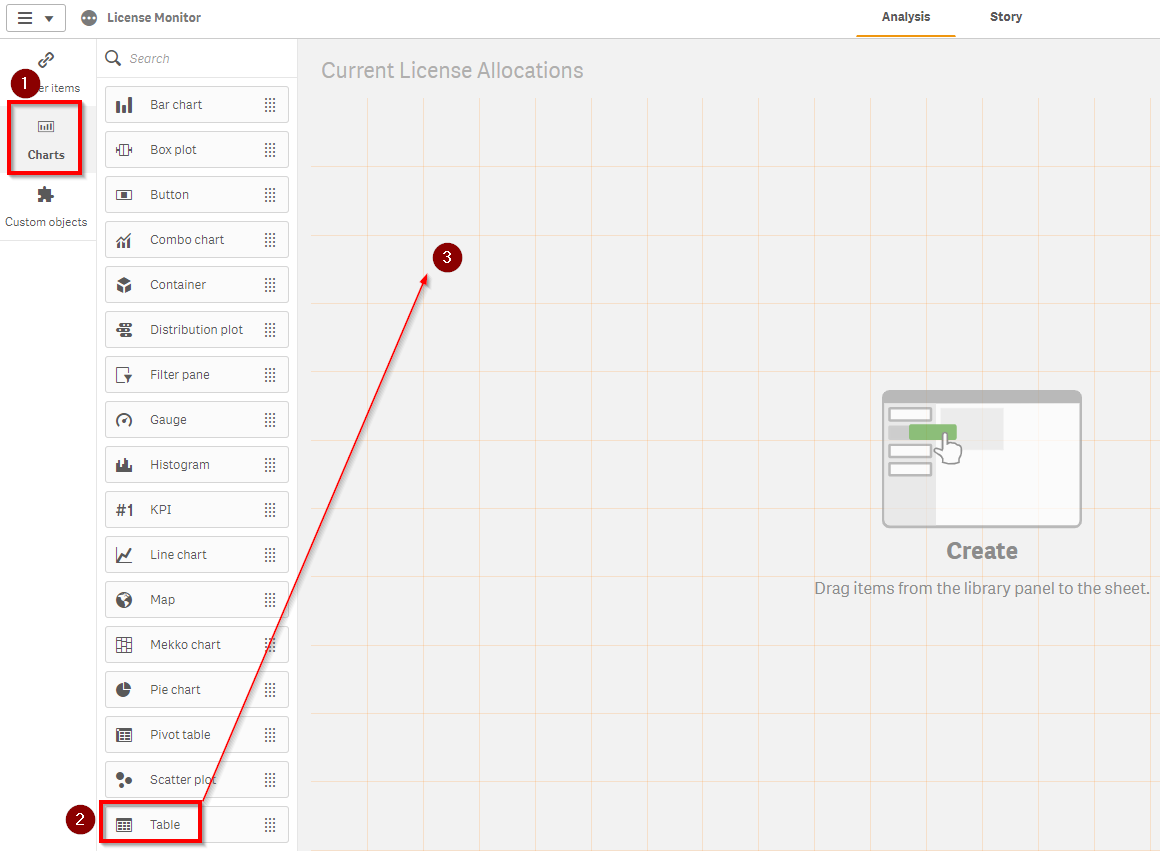 License Monitor
Analysis
Story
Search
1
er items
Charts
Custom objects
Current License Allocations
Bar chart
Box plot
Button
Combo chart
Container
Distribution plot
Filter pane
Gauge
Histogram
#1 KPI
Line chart
Map
Mekko chart
Pie chart
Pivot table
Scatter plot
2
Table
3
Create
Drag items from the library panel to the sheet.